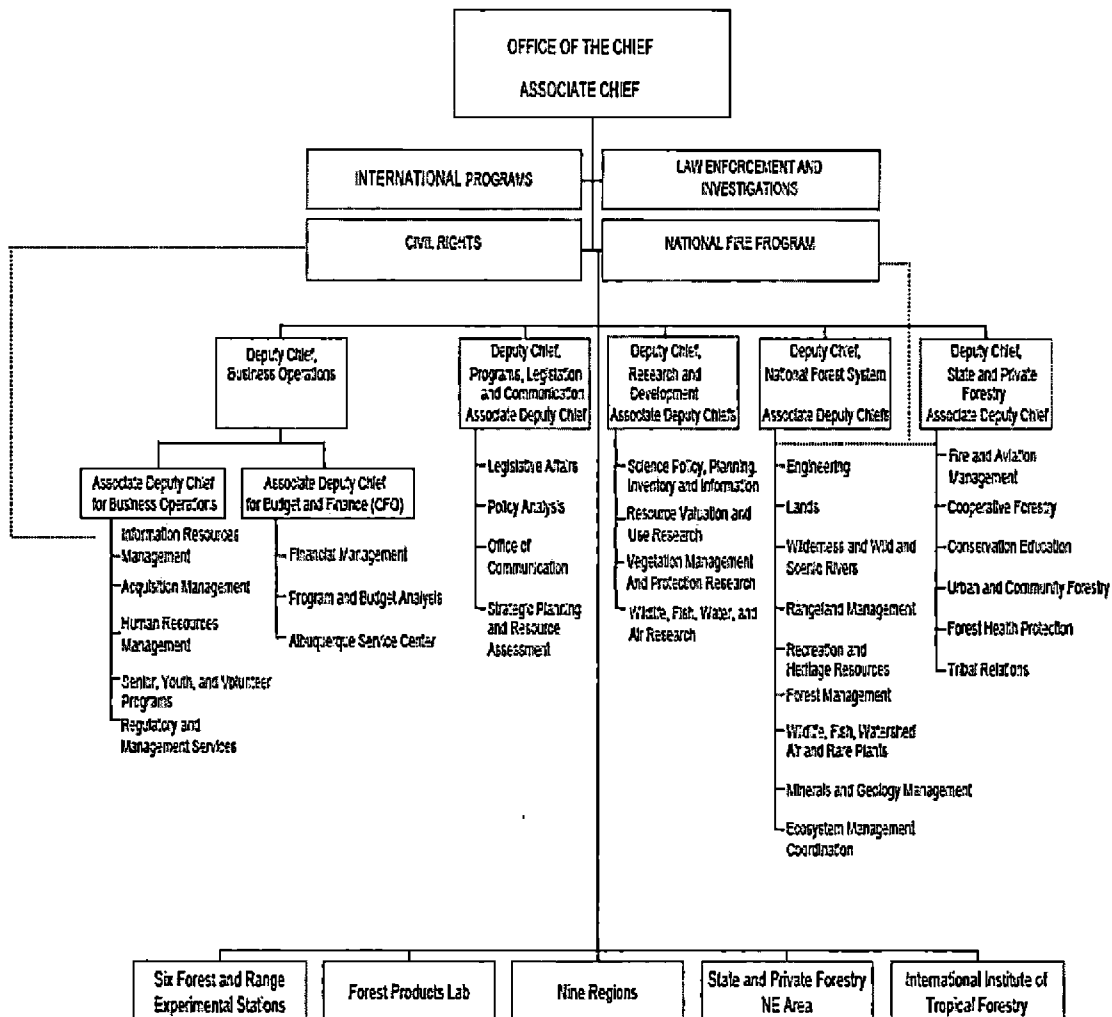 OFFICE OF THE CHIEF
ASSOCIATE CHIEF
INTERNATIONAL PROGRAMS
LAW ENFORCEMENT AND
INVESTIGATIONS
CIVIL RIGHTS
NATIONAL FIRE PROGRAM
Deputy Chief,
Business Operations
Deputy Chief,
Programs, Legislation
and Communication
Associate Deputy Chief
Deputy Chief,
Research and
Development
Associate Deputy Chiefs
Deputy Chief,
National Forest System
Associate Deputy Chiefs
Deputy Chief,
State and Private
Forestry
Associate Deputy Chief
Associate Deputy Chief
for Business Operations
Associate Deputy Chief
for Budget and Finance (CFO)
Information Resources
Management
Acquisition Management
Human Resources
Management
Senior, Youth, and Volunteer
Programs
Regulatory and
Management Services
Financial Management
Program and Budget Analysis
Albuquerque Service Center
Legislative Affairs
Policy Analysis
Office of
Communication
Strategic Planning
and Resource
Assessment
Science Policy, Planning,
Inventory and Information
Resource Valuation and
Use Research
Vegetation Management
And Protection Research
Wildlife, Fish, Water, and
Air Research
Engineering
Lands
Wilderness and Wild and
Scenic Rivers
Rangeland Management
Recreation and
Heritage Resources
Forest Management
Wildlife, Fish, Watershed
Air and Rare Plants
Minerals and Geology Management
Ecosystem Management
Coordination
Fire and Aviation
Management
Cooperative Forestry
Conservation Education
Urban and Community Forestry
Forest Health Protection
Tribal Relations
Six Forest and Range
Experimental Stations
Forest Products Lab
Nine Regions
State and Private Forestry
NE Area
International Institute of
Tropical Forestry